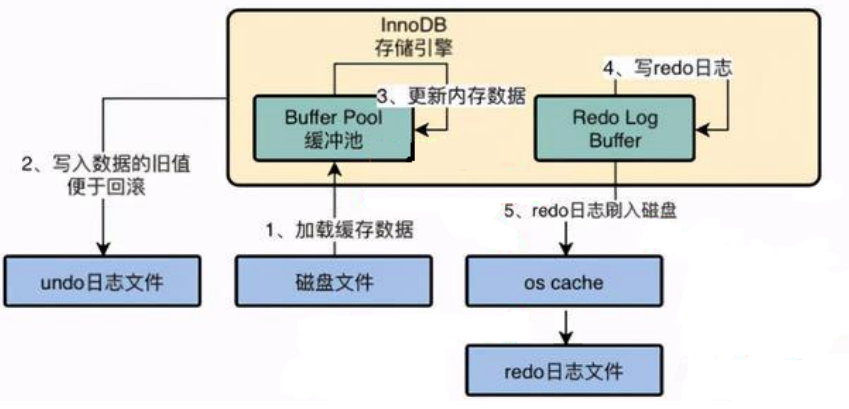 InnoDB
存储引擎
4、写redo日志
3、更新内存数据
Buffer Pool
缓冲池
Redo Log
Buffer
2、写入数据的旧值
便于回滚
5、redo日志刷入磁盘
1、加载缓存数据
undo日志文件
磁盘文件
os cache
redo日志文件